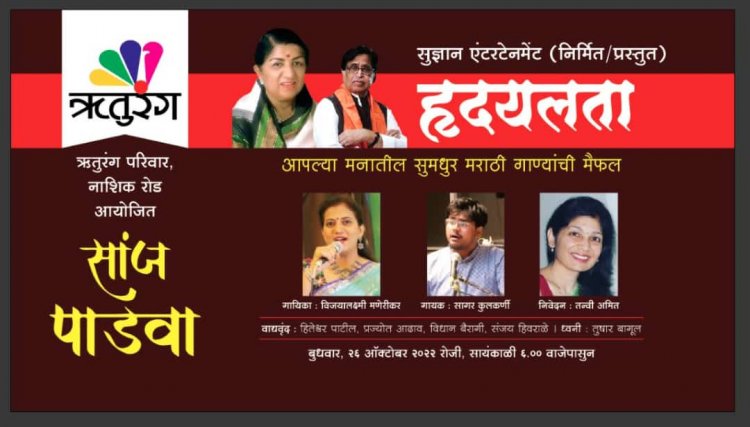 ऋतुरंग
ऋतुरंग परिवार,
नाशिक रोड
आयोजित
सांज
पाडवा
सुज्ञान एंटरटेनमेंट (निर्मित/प्रस्तुत)
हृदयलता
आपल्या मनातील सुमधुर मराठी गाण्यांची मैफल
गायिका : विजयालक्ष्मी मणेरीकर
गायक : सागर कुलकर्णी
निवेदन : तन्वी अमित
वाद्यवृंद : हितेश्वर पाटील, प्रज्योत आढाव, विधान बैरागी, संजय हिवराळे । ध्वनी : तुषार बागूल
बुधवार, २६ ऑक्टोबर २०२२ रोजी, सायंकाळी ६.०० वाजेपासुन